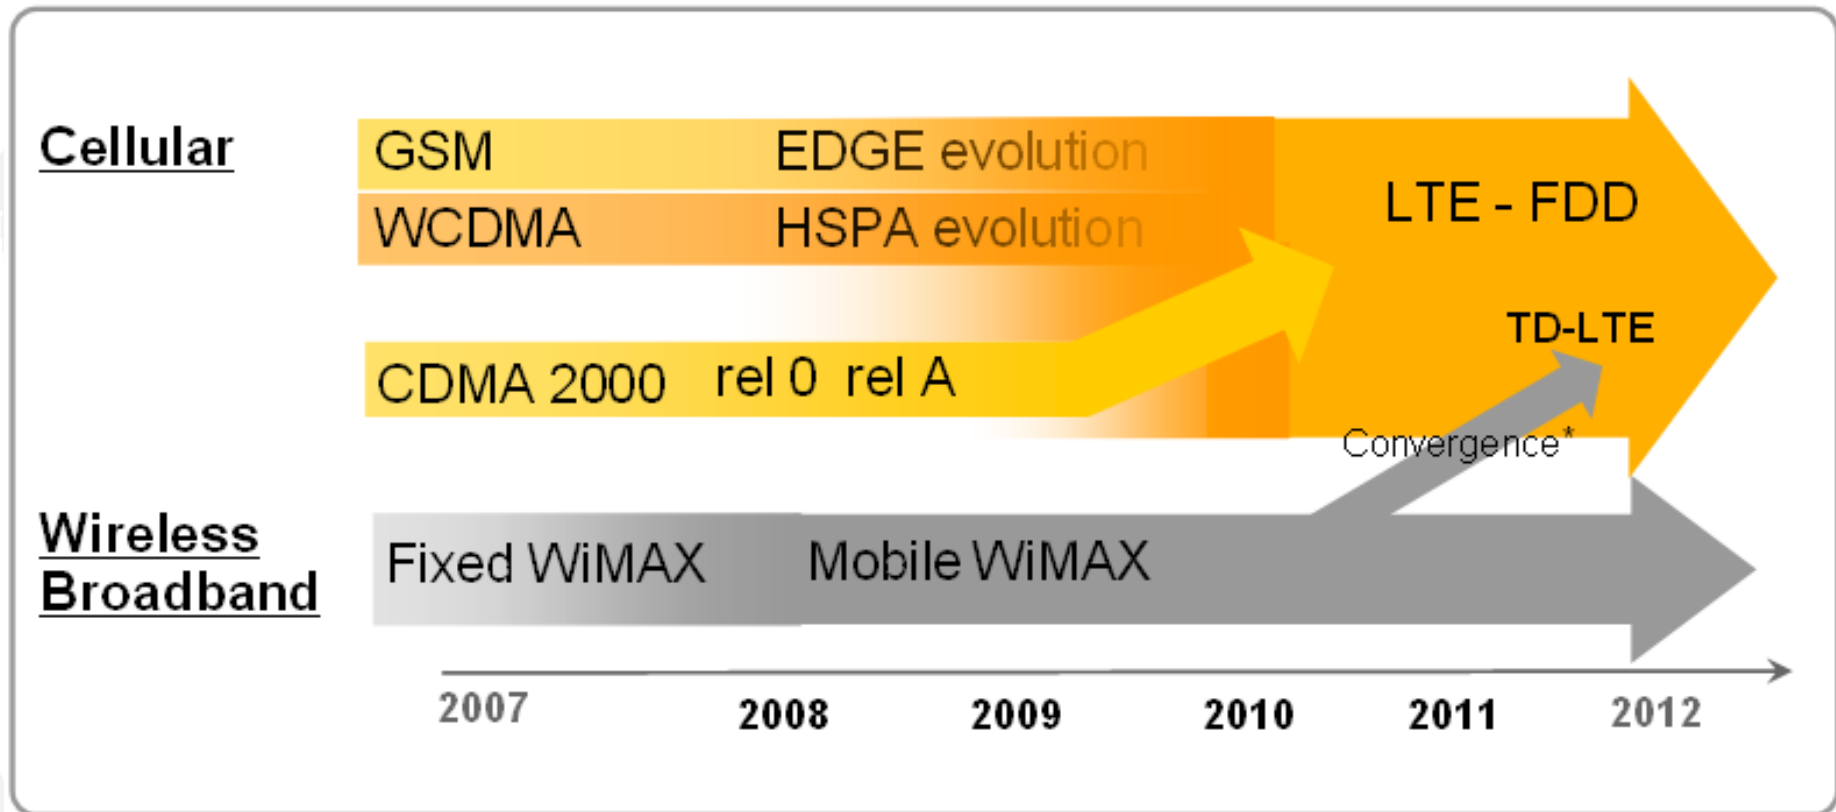 Cellular
GSM EDGE evolution
WCDMA HSPA evolution
LTE - FDD
CDMA 2000 rel 0 rel A
TD-LTE
Convergence*
Wireless
Broadband
Fixed WiMAX Mobile WiMAX
2007 2008 2009 2010 2011 2012